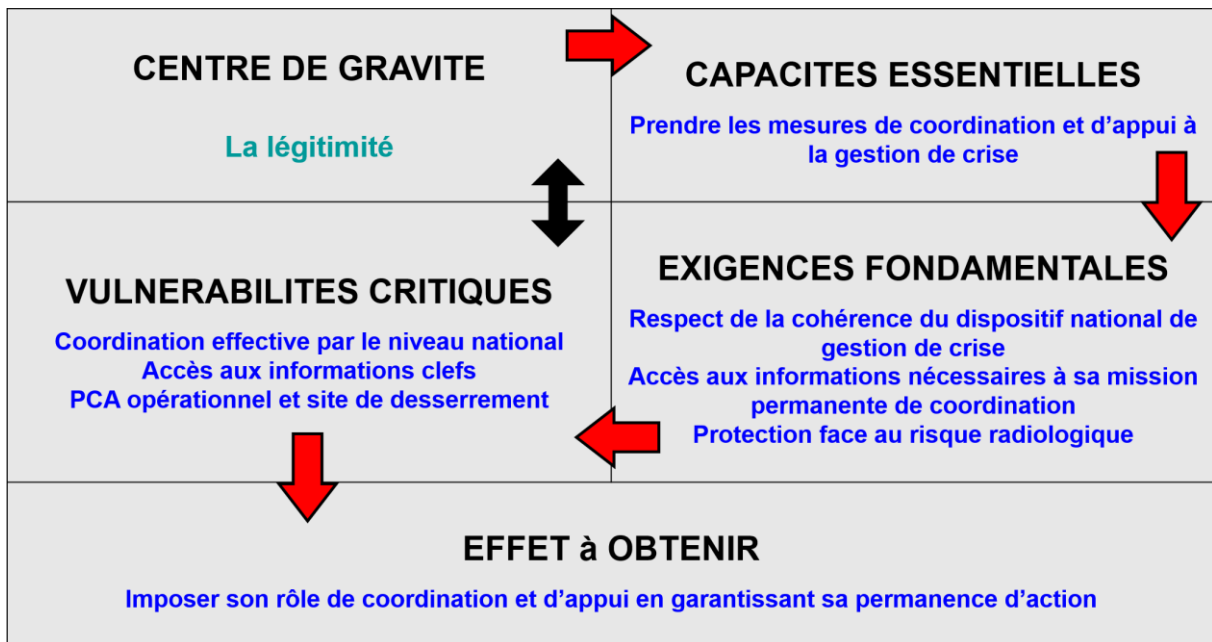 CENTRE DE GRAVITE
La légitimité
CAPACITES ESSENTIELLES
Prendre les mesures de coordination et d'appui à
la gestion de crise
VULNERABILITES CRITIQUES
Coordination effective par le niveau national
Accès aux informations clefs
PCA opérationnel et site de desserrement
EXIGENCES FONDAMENTALES
Respect de la cohérence du dispositif national de
gestion de crise
Accès aux informations nécessaires à sa mission
permanente de coordination
Protection face au risque radiologique
EFFET à OBTENIR
Imposer son rôle de coordination et d'appui en garantissant sa permanence d'action